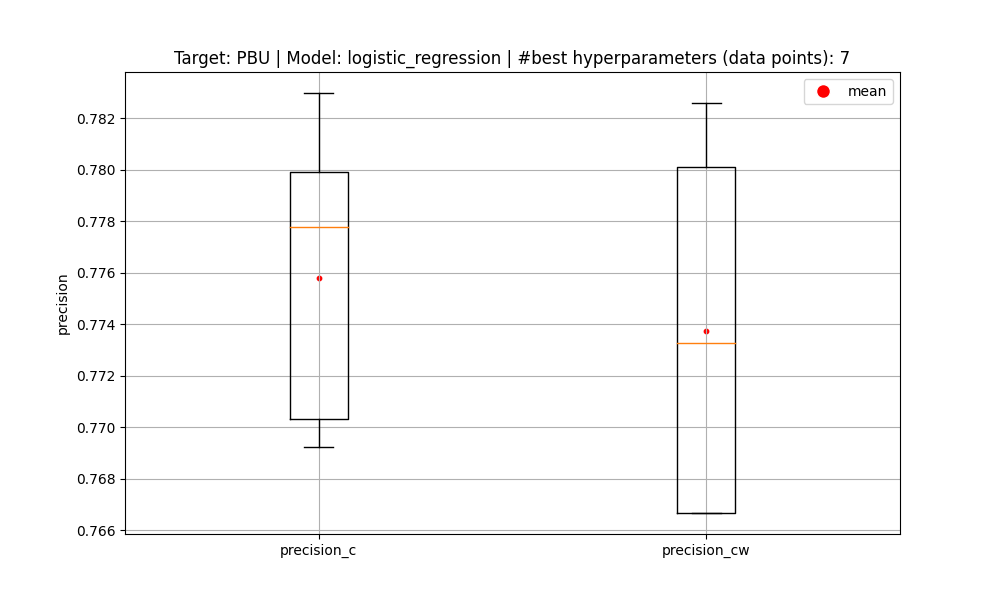 Target: PBU | Model: logistic_regression | #best hyperparameters (data points): 7
mean
0.782
0.780
0.778
0.776
0.774
0.772
0.770
0.768
0.766
precision
precision_c
precision_cw